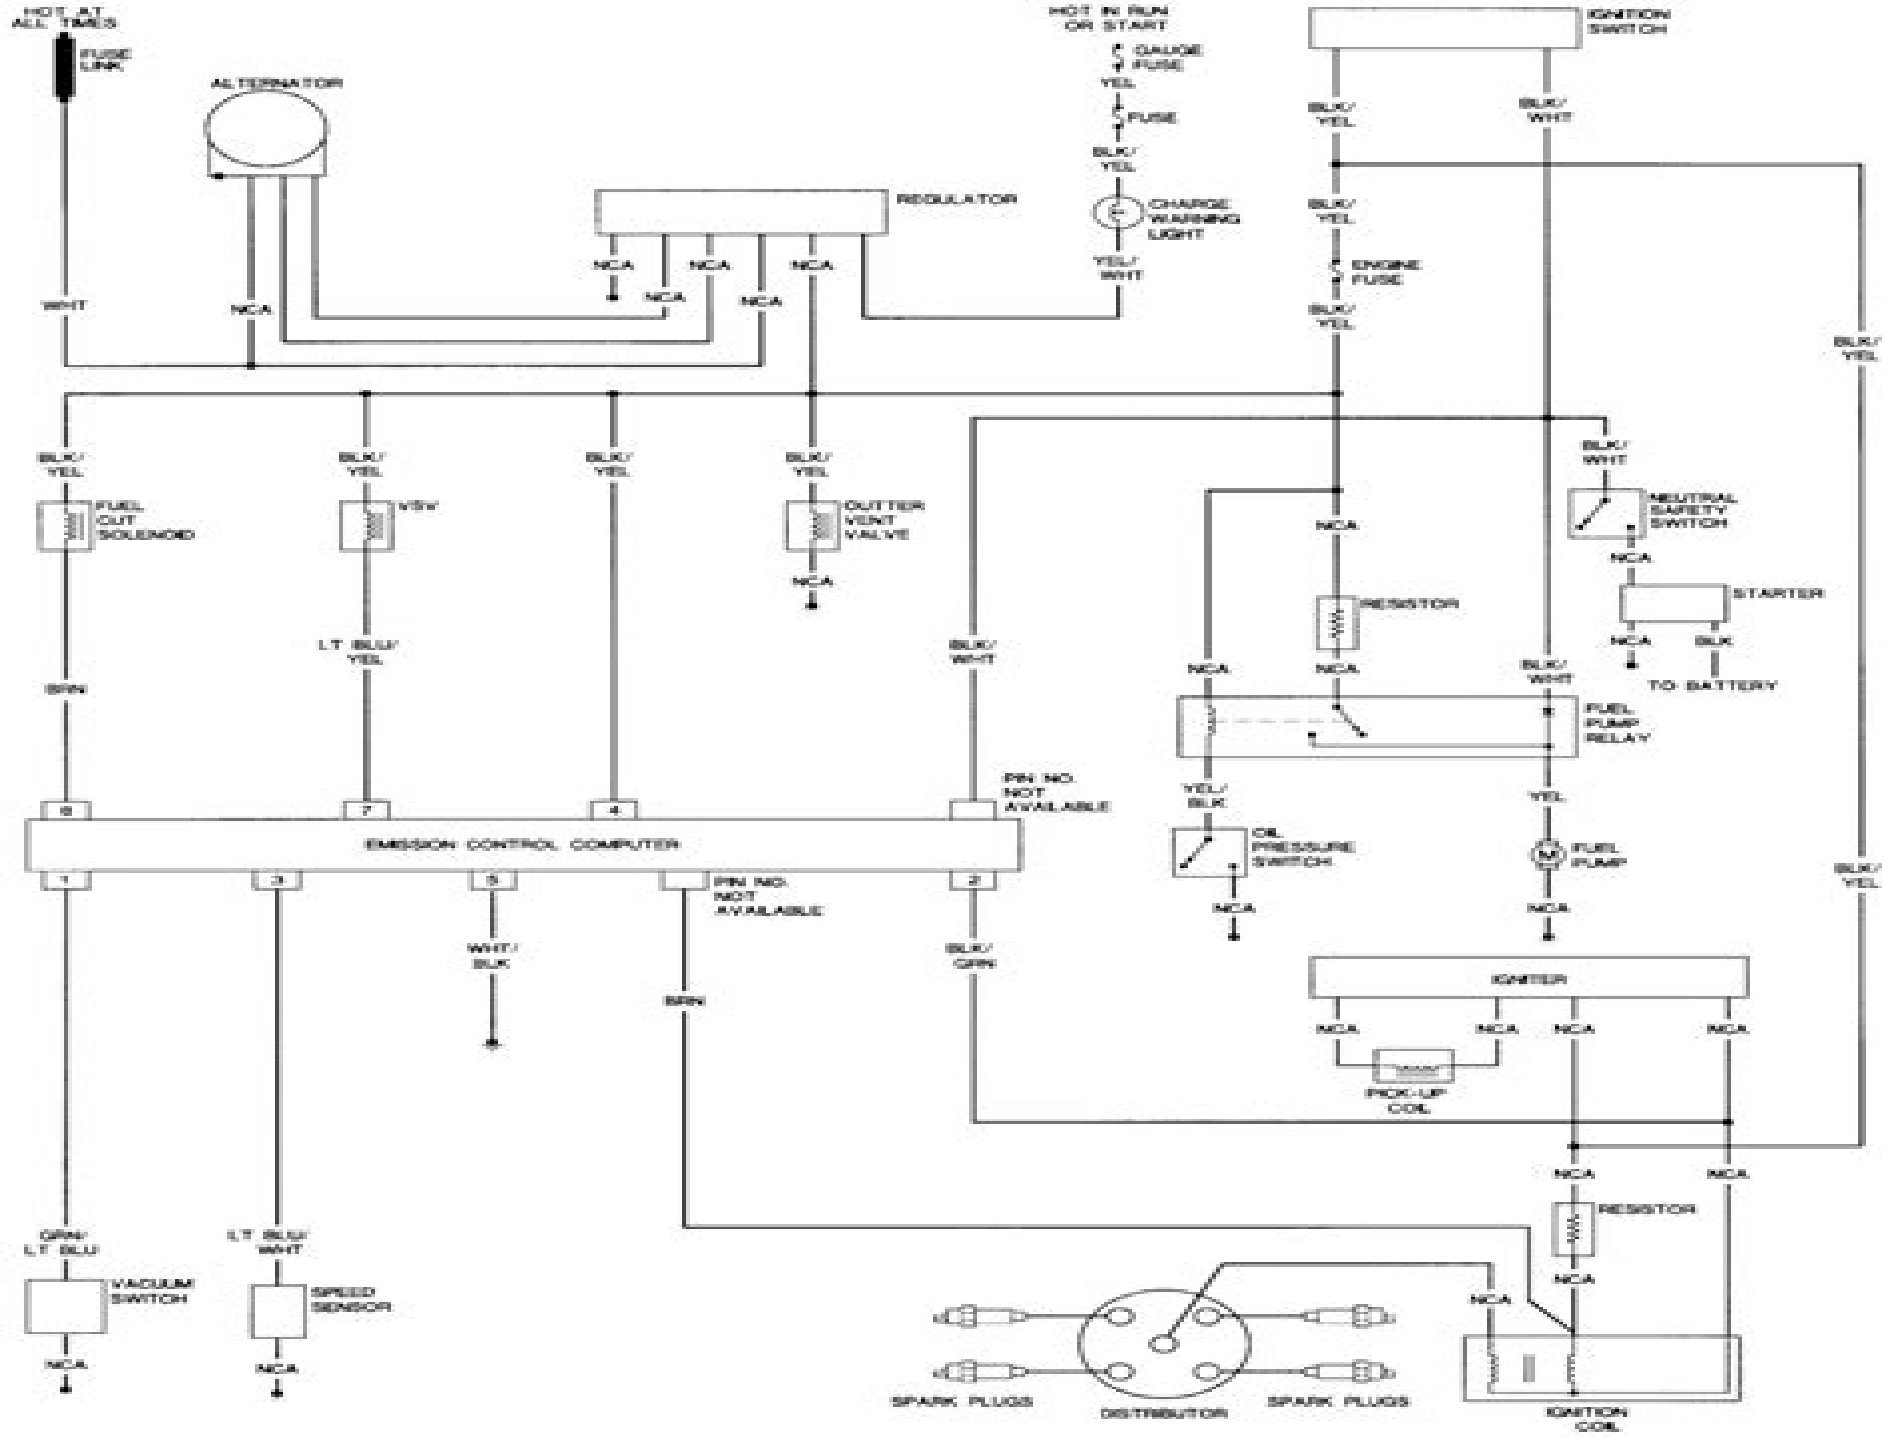 HOT AT
ALL TIMES
FUSE
LINK
ALTERNATOR
HOT IN RUN
OR START
GAUGE
FUSE
YEL
FUSE
BLK/
YEL
CHARGE
WARNING
LIGHT
YEL/
WHT
IGNITION
SWITCH
BLK/
YEL
BLK/
WHT
REGULATOR
BLK/
YEL
ENGINE
FUSE
BLK/
YEL
WHT
NCA
NCA
NCA
NCA
NCA
NCA
BLK/
YEL
BLK/
YEL
BLK/
YEL
BLK/
YEL
BLK/
YEL
BLK/
WHT
FUEL
CUT
SOLENOID
VSV
OUTTER
VENT
VALVE
NCA
NCA
NEUTRAL
SAFETY
SWITCH
NCA
STARTER
RESISTOR
NCA
BLK
TO BATTERY
BRN
LT BLU/
YEL
BLK/
WHT
NCA
NCA
BLK/
WHT
FUEL
PUMP
RELAY
PIN NO.
NOT
AVAILABLE
YEL/
BLK
YEL
7
4
EMISSION CONTROL COMPUTER
OIL
PRESSURE
SWITCH
FUEL
PUMP
BLK/
YEL
1
3
5
PIN NO.
NOT
AVAILABLE
2
NCA
NCA
WHT/
BLK
BLK/
GRN
BRN
IGNITER
NCA
NCA
NCA
NCA
PICK-UP
COIL
NCA
NCA
RESISTOR
GRN/
LT BLU
LT BLU/
WHT
VACUUM
SWITCH
SPEED
SENSOR
NCA
NCA
NCA
NCA
SPARK PLUGS
DISTRIBUTOR
SPARK PLUGS
IGNITION
COIL